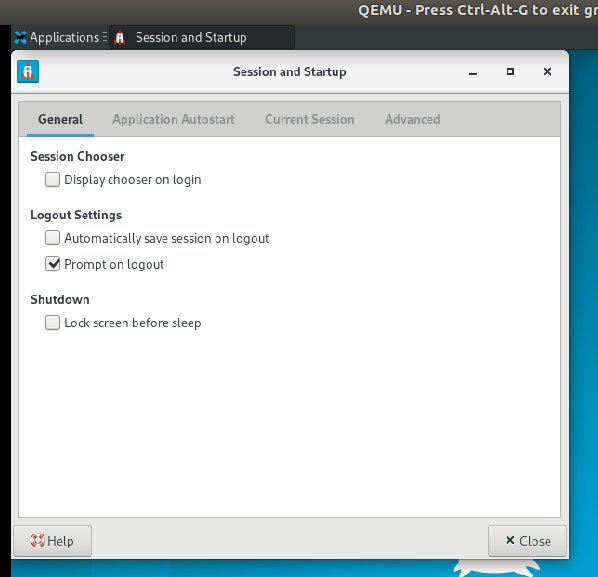 QEMU - Press Ctrl-Alt-G to exit gr
Applications
Session and Startup
Session and Startup
General
Application Autostart
Current Session
Advanced
Session Chooser
Display chooser on login
Logout Settings
Automatically save session on logout
Prompt on logout
Shutdown
Lock screen before sleep
Help
Close